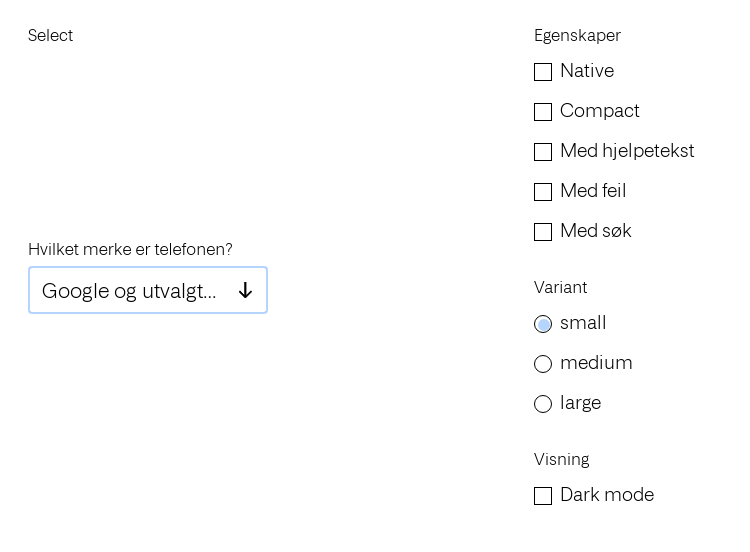 Select
Hvilket merke er telefonen?
Google og utvalgt...
Egenskaper
Native
Compact
Med hjelpetekst
Med feil
Med søk
Variant
small
medium
large
Visning
Dark mode